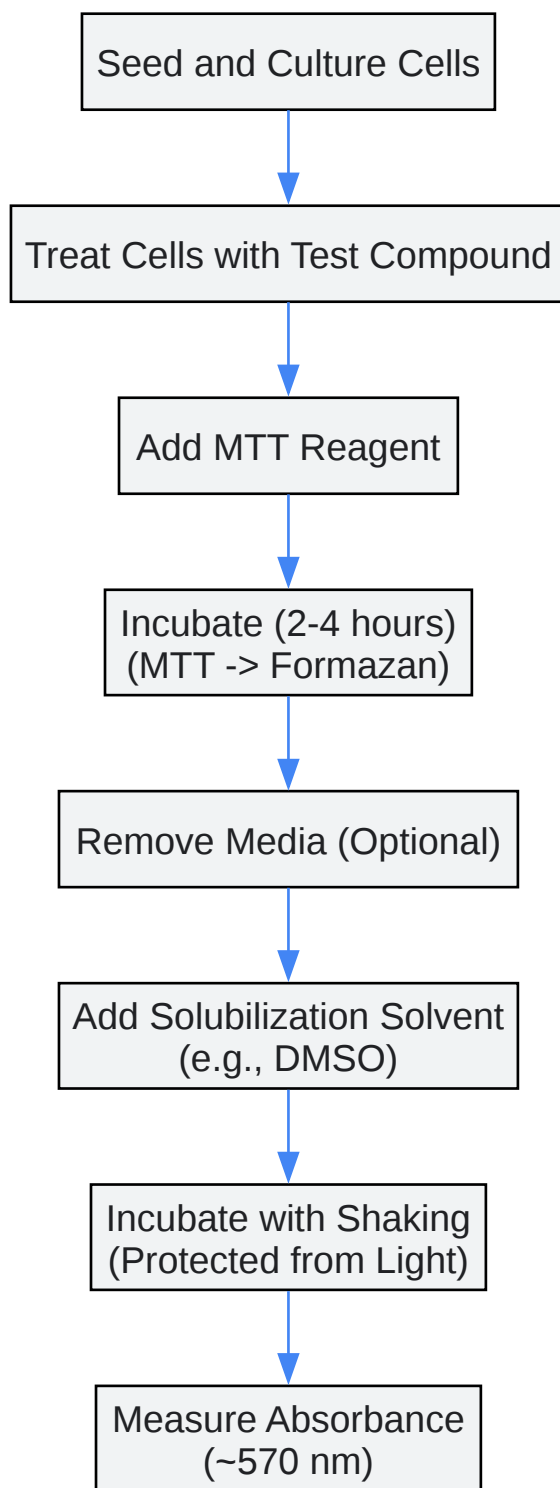 Seed and Culture Cells
Treat Cells with Test Compound
Add MTT Reagent
Incubate (2-4 hours)
(MTT -> Formazan)
Remove Media (Optional)
Add Solubilization Solvent
(e.g., DMSO)
Incubate with Shaking
(Protected from Light)
Measure Absorbance
(~570 nm)